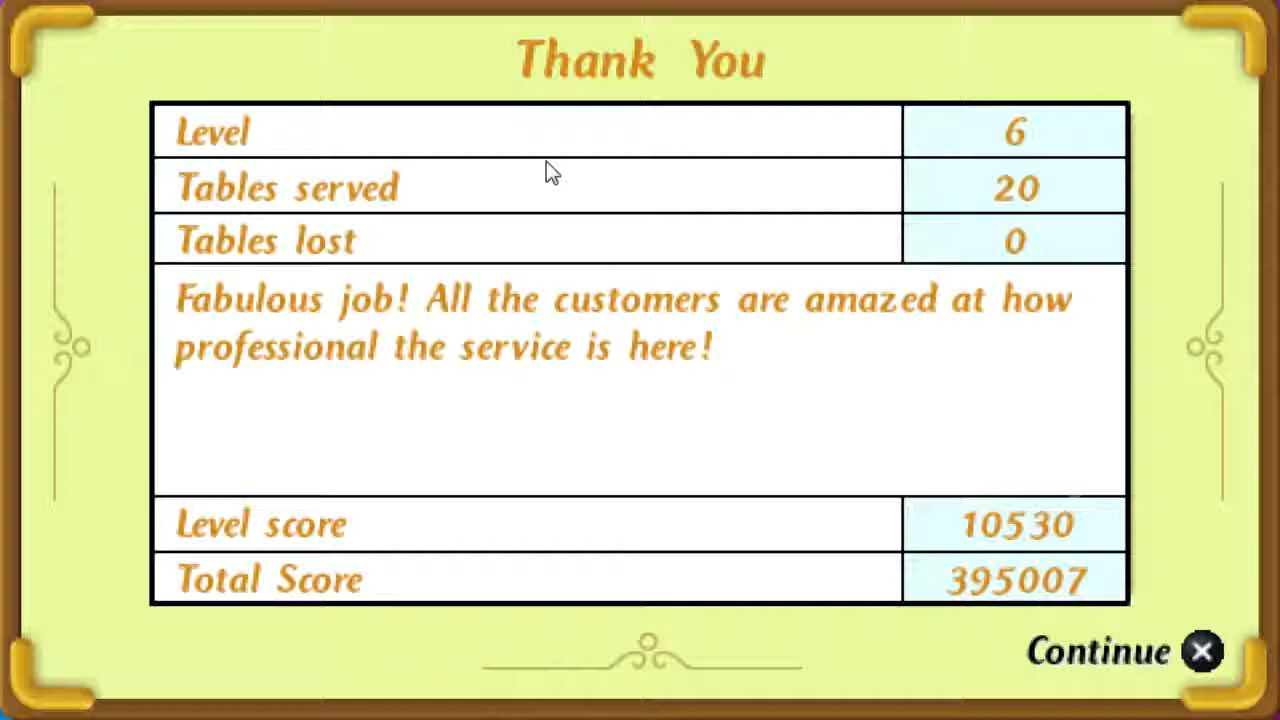 Thank You
Level 6
Tables served 20
Tables lost 0
Fabulous job! All the customers are amazed at how
professional the service is here!
Level score 10530
Total Score 395007
Continue